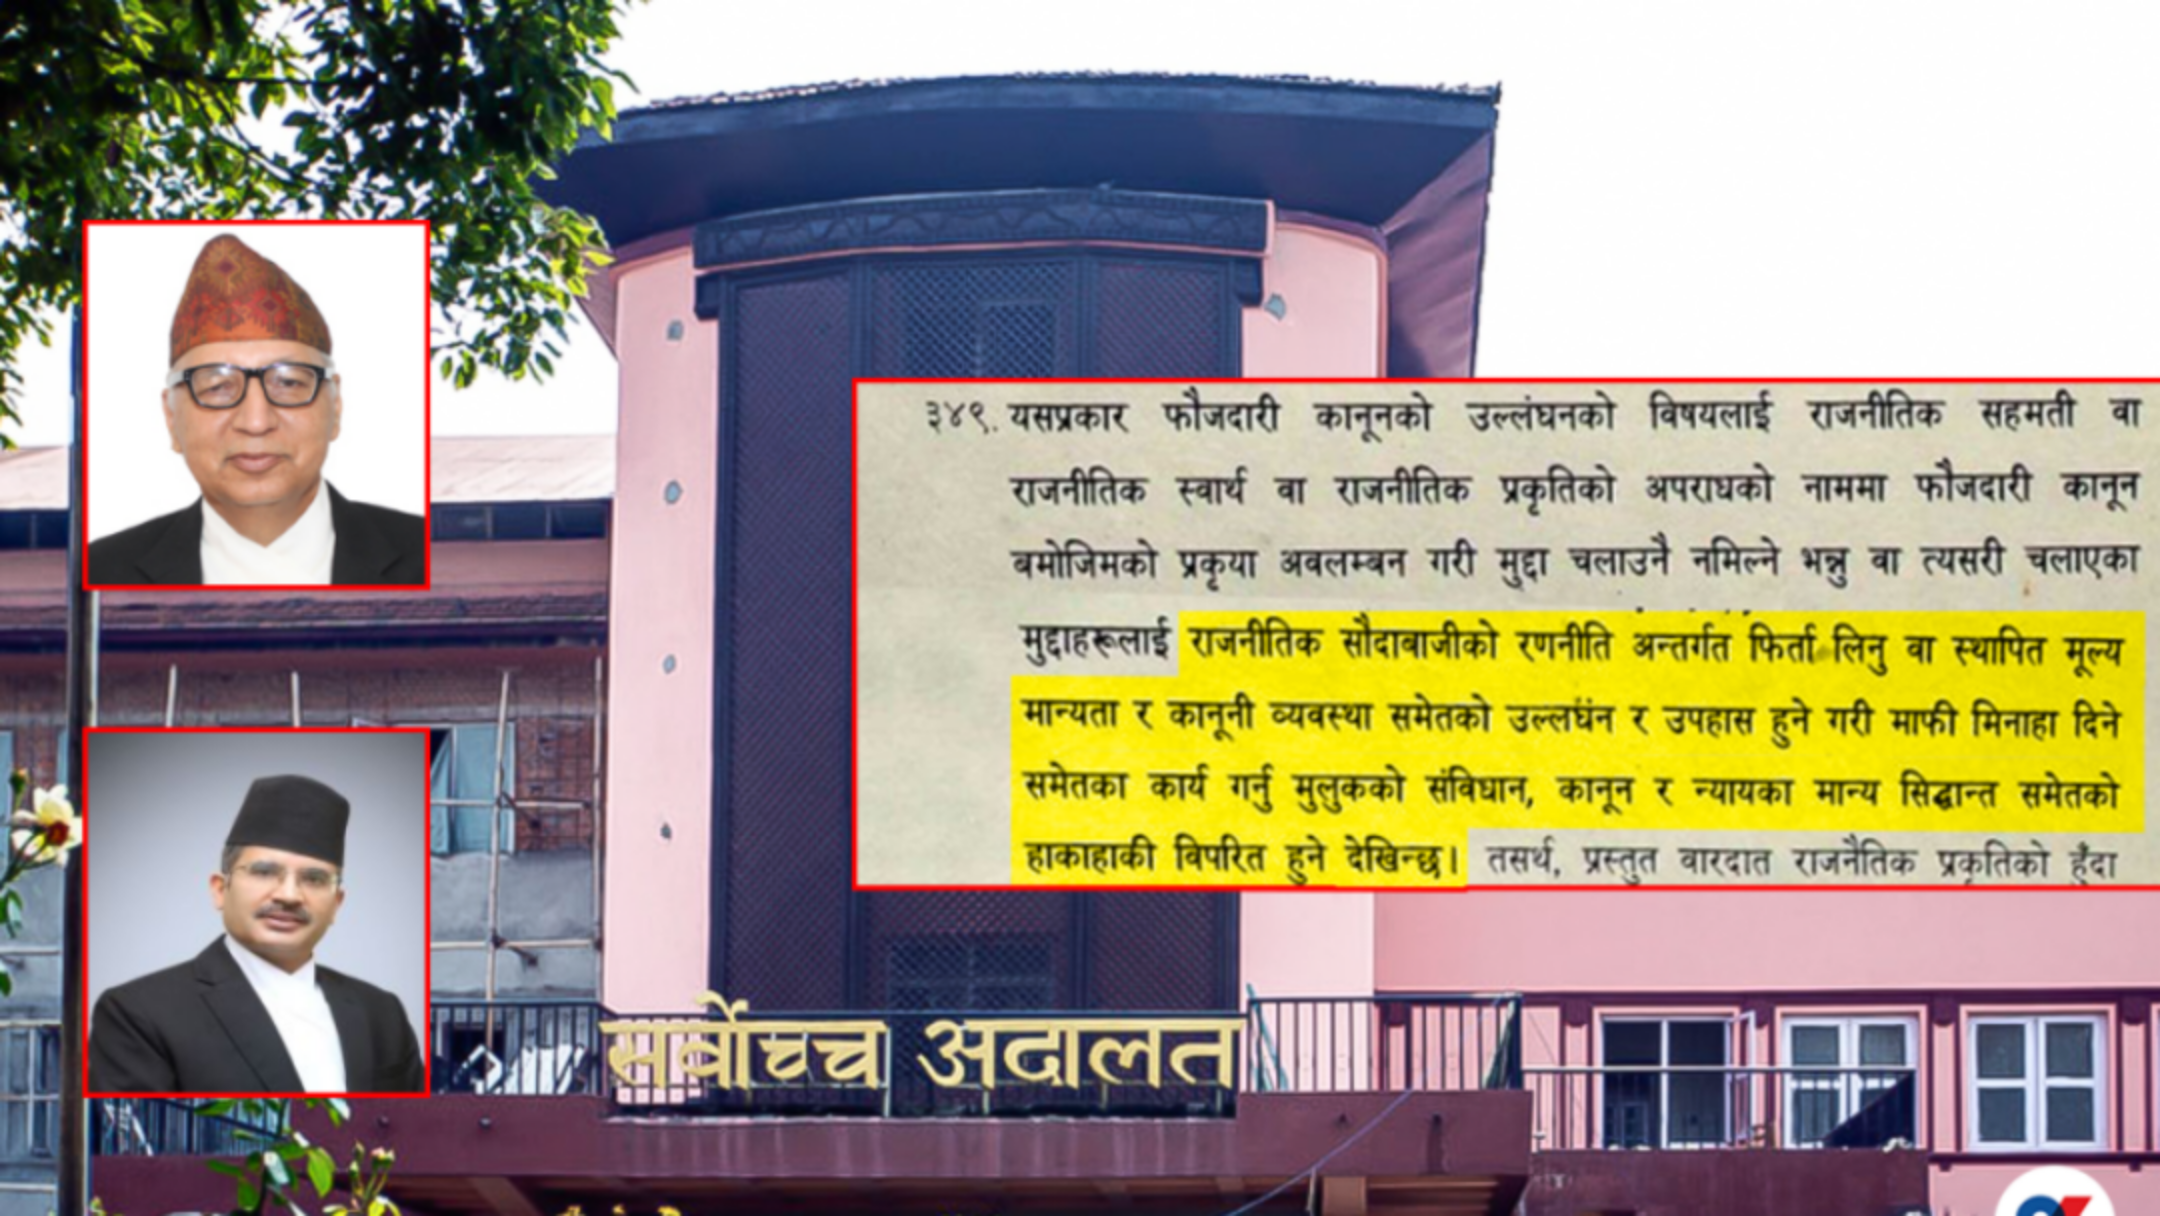 ३४९. यसप्रकार फौजदारी कानूनको उल्लंघनको विषयलाई राजनीतिक सहमती वा
राजनीतिक स्वार्थ वा राजनीतिक प्रकृतिको अपराधको नाममा फौजदारी कानून
बमोजिमको प्रकृया अवलम्बन गरी मुद्दा चलाउनै नमिल्ने भन्नु वा त्यसरी चलाएका
मुद्दाहरूलाई राजनीतिक सौदाबाजीको रणनीति अन्तर्गत फिर्ता लिनु वा स्थापित मूल्य
मान्यता र कानूनी व्यवस्था समेतको उल्लघंन र उपहास हुने गरी माफी मिनाहा दिने
समेतका कार्य गर्नु मुलुकको संविधान, कानून र न्यायका मान्य सिद्धान्त समेतको
हाकाहाकी विपरित हुने देखिन्छ। तसर्थ, प्रस्तुत वारदात राजनैतिक प्रकृतिको हुँदा
सर्वोच्च अदालत